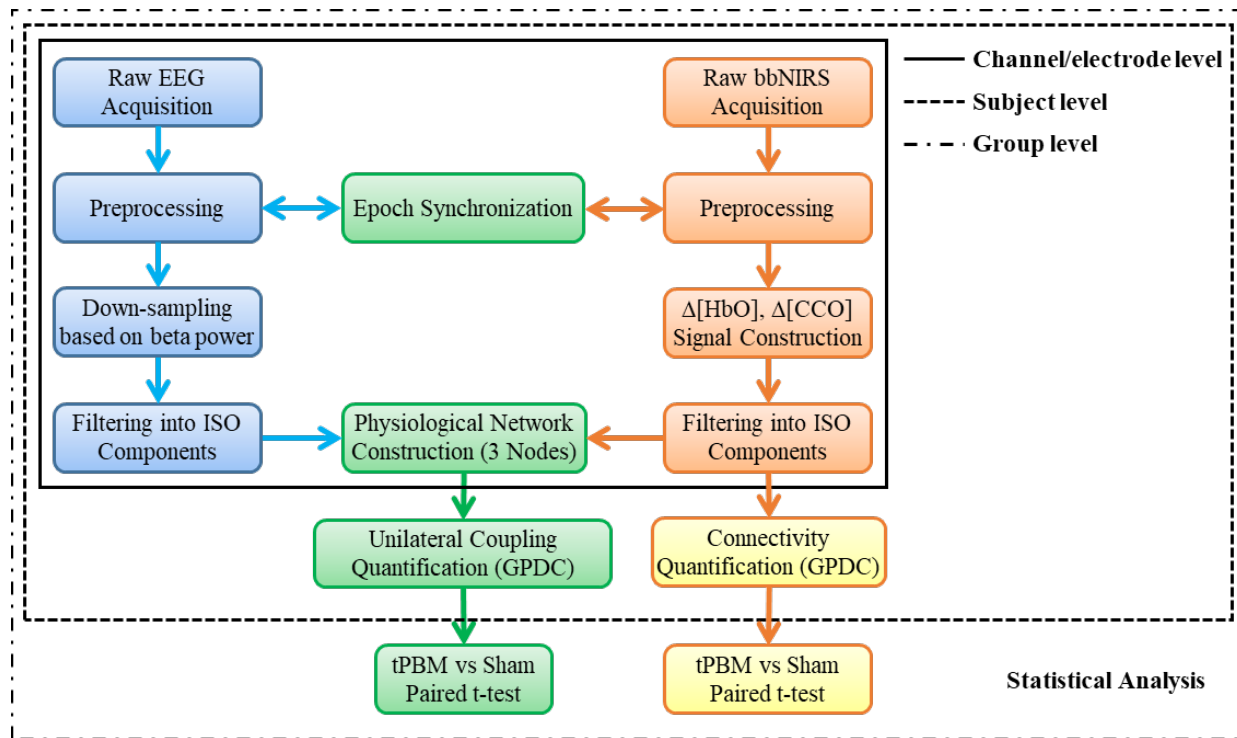 Raw EEG
Acquisition
Raw bbNIRS
Acquisition
Channel/electrode level
Subject level
Group level
Preprocessing
Epoch Synchronization
Preprocessing
Down-sampling
based on beta power
Δ[HbO], Δ[CCO]
Signal Construction
Filtering into ISO
Components
Physiological Network
Construction (3 Nodes)
Filtering into ISO
Components
Unilateral Coupling
Quantification (GPDC)
Connectivity
Quantification (GPDC)
tPBM vs Sham
Paired t-test
tPBM vs Sham
Paired t-test
Statistical Analysis